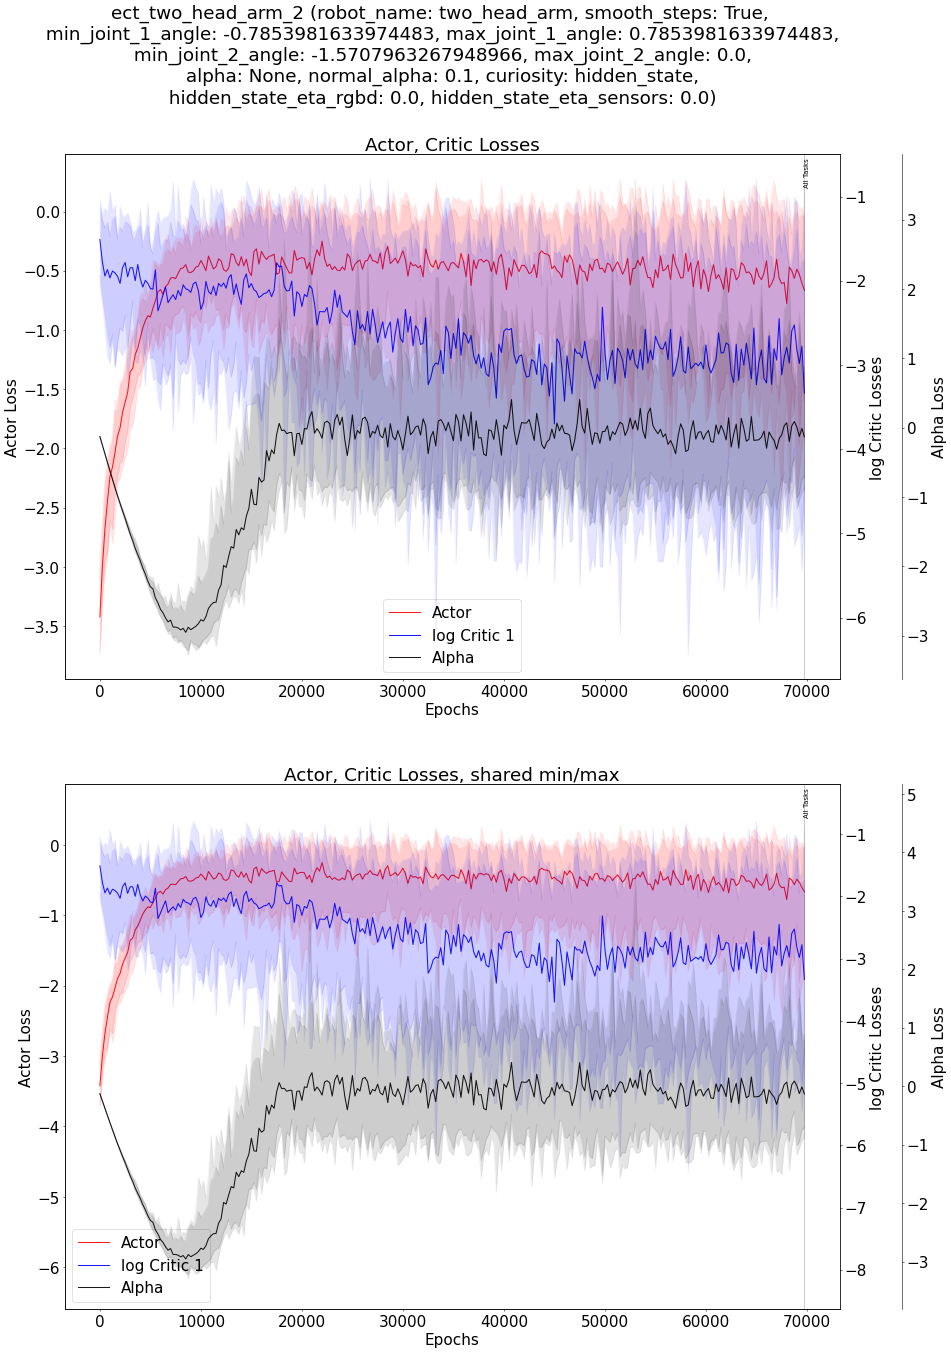 ect_two_head_arm_2 (robot_name: two_head_arm, smooth_steps: True,
min_joint_1_angle: -0.7853981633974483, max_joint_1_angle: 0.7853981633974483,
min_joint_2_angle: -1.5707963267948966, max_joint_2_angle: 0.0,
alpha: None, normal_alpha: 0.1, curiosity: hidden_state,
hidden_state_eta_rgbd: 0.0, hidden_state_eta_sensors: 0.0)
Actor, Critic Losses
All Tasks
0.0
−0.5
−1.0
−1.5
−2.0
−2.5
−3.0
−3.5
Actor Loss
−1
−2
−3
−4
−5
−6
log Critic Losses
3
2
1
0
−1
−2
−3
Alpha Loss
Actor
log Critic 1
Alpha
0 10000 20000 30000 40000 50000 60000 70000
Epochs
Actor, Critic Losses, shared min/max
All Tasks
0
−1
−2
−3
−4
−5
−6
Actor Loss
−1
−2
−3
−4
−5
−6
−7
−8
log Critic Losses
5
4
3
2
1
0
−1
−2
−3
Alpha Loss
Actor
log Critic 1
Alpha
0 10000 20000 30000 40000 50000 60000 70000
Epochs